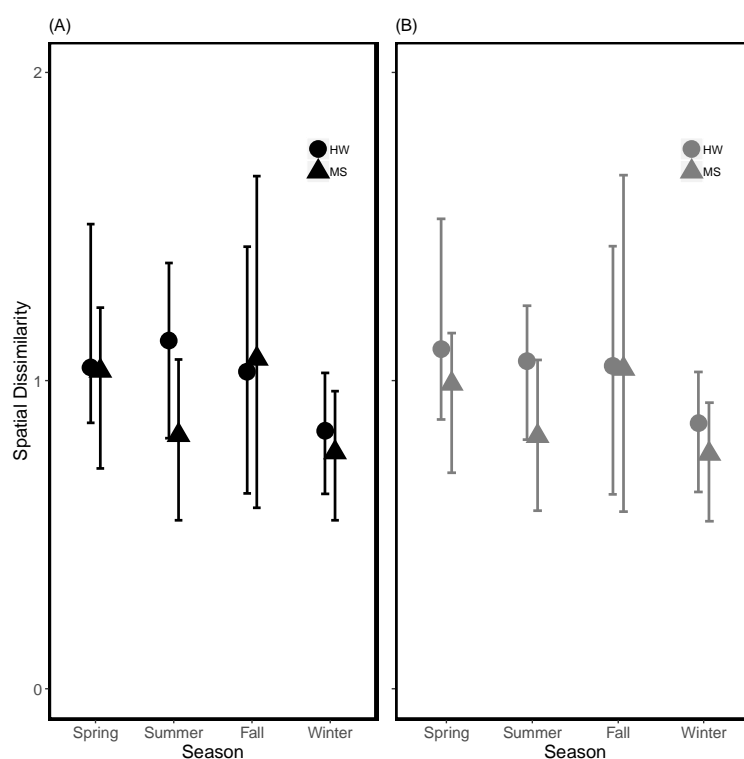 (A)
(B)
Spatial Dissimilarity
2
1
0
HW
MS
HW
MS
Spring Summer Fall Winter
Season
Spring Summer Fall Winter
Season